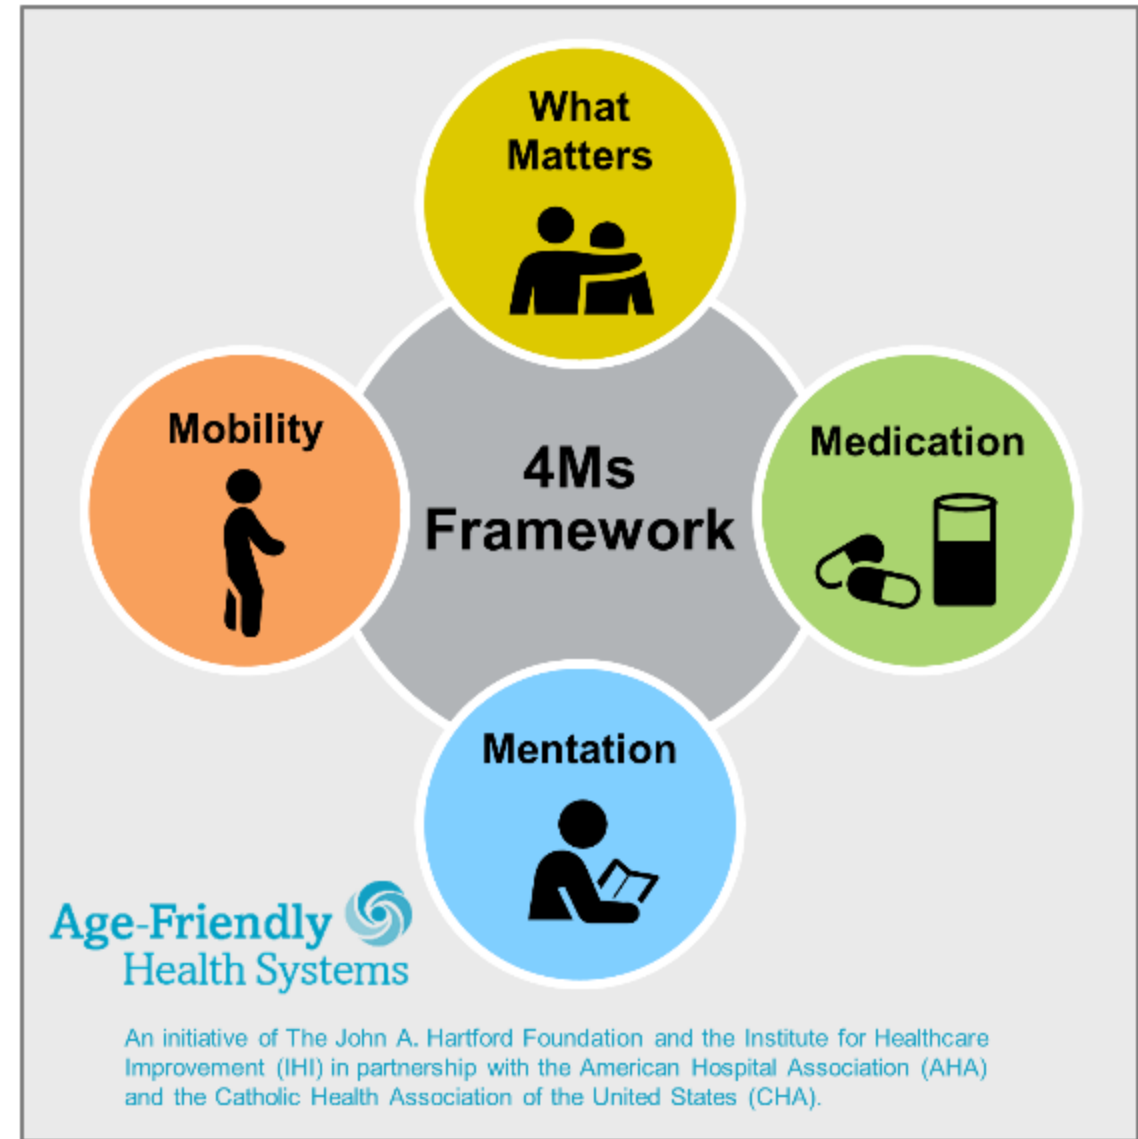 What
Matters
Mobility
4Ms
Framework
Medication
Mentation
Age-Friendly
Health Systems
An initiative of The John A. Hartford Foundation and the Institute for Healthcare
Improvement (IHI) in partnership with the American Hospital Association (AHA)
and the Catholic Health Association of the United States (CHA).